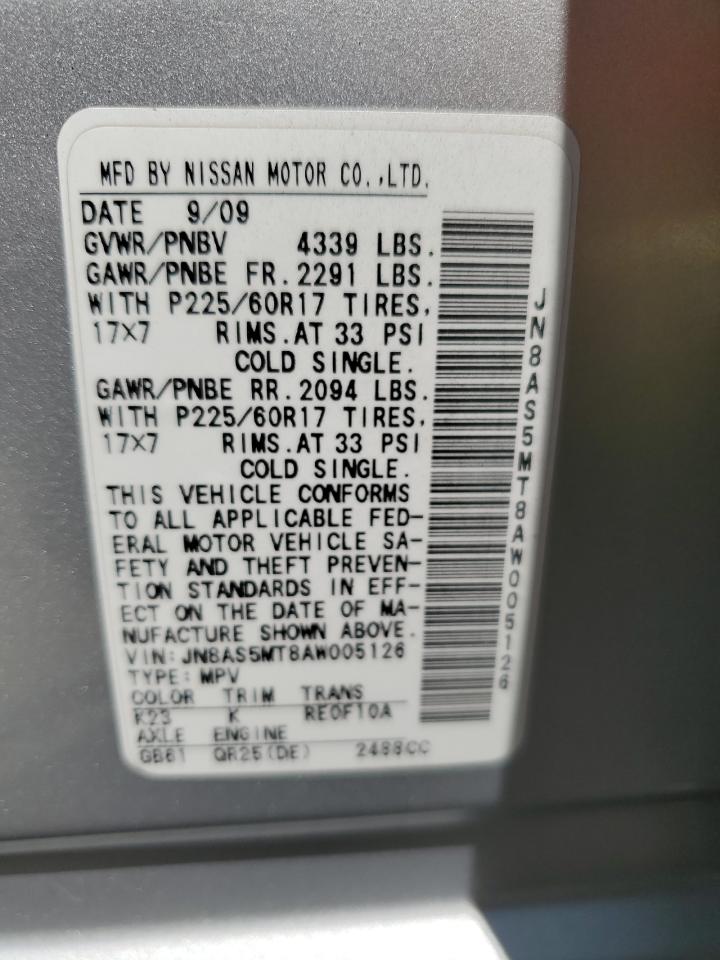 MFD BY NISSAN MOTOR CO.,LTD.
DATE 9/09
GVWR/PNBV 4339 LBS.
GAWR/PNBE FR.2291 LBS.
WITH P225/60R17 TIRES,
17X7 RIMS.AT 33 PSI
COLD SINGLE.
GAWR/PNBE RR.2094 LBS.
WITH P225/60R17 TIRES,
17X7 RIMS.AT 33 PSI
COLD SINGLE.
THIS VEHICLE CONFORMS
TO ALL APPLICABLE FED-
ERAL MOTOR VEHICLE SA-
FETY AND THEFT PREVEN-
TION STANDARDS IN EFF-
ECT ON THE DATE OF MA-
NUFACTURE SHOWN ABOVE.
VIN:JN8AS5MT8AW005126
TYPE:MPV
COLOR TRIM TRANS
K23 K RE0F10A
AXLE ENGINE
GB61 QR25(DE) 2488CC
JN8AS5MT8AW005126